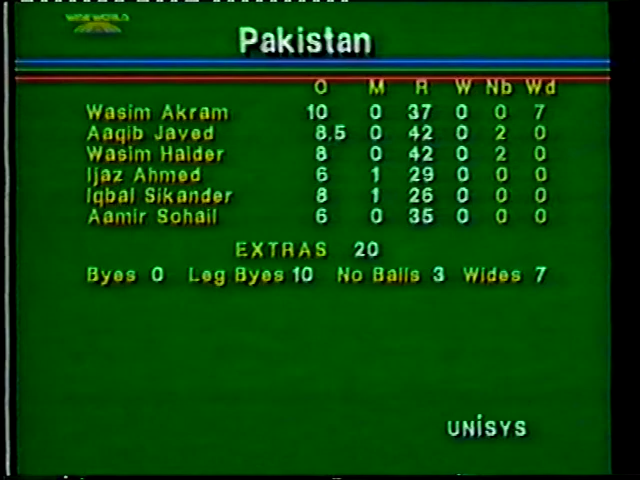 WIDE WORLD
Pakistan
O M R W Nb Wd
Wasim Akram 10 0 37 0 0 7
Aaqib Javed 8.5 0 42 0 2 0
Wasim Haider 8 0 42 0 2 0
Ijaz Ahmed 6 1 29 0 0 0
Iqbal Sikander 8 1 26 0 0 0
Aamir Sohail 6 0 35 0 0 0
EXTRAS 20
Byes 0 Leg Byes 10 No Balls 3 Wides 7
UNiSYS